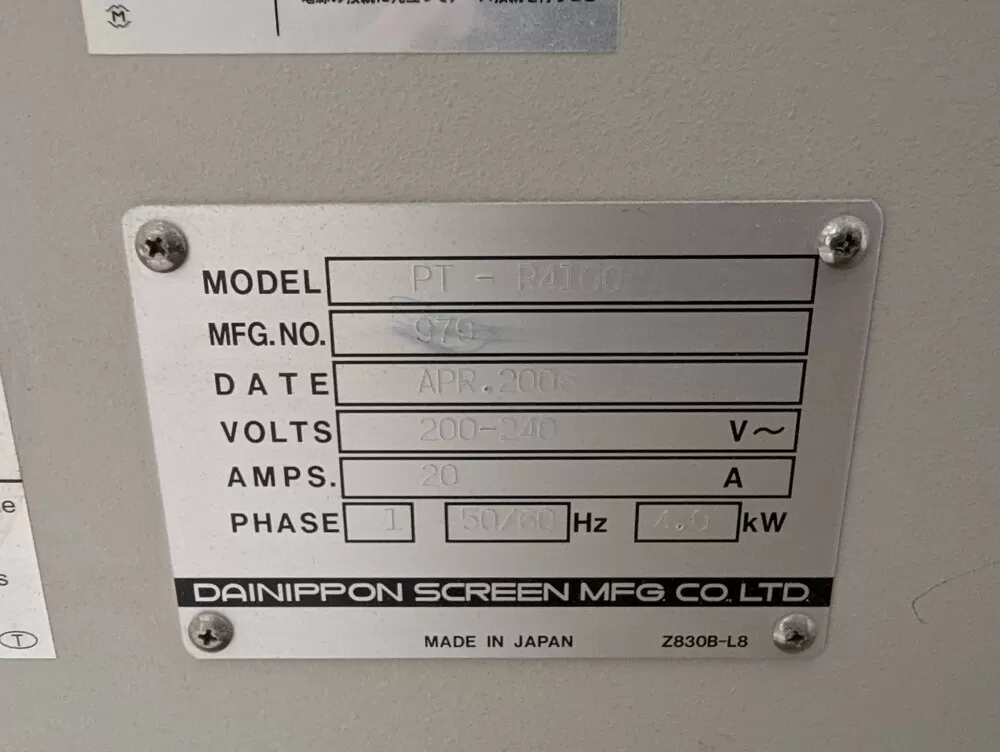 MODEL PT - R4100
MFG.NO. 979
DATE APR.2006
VOLTS 200-240 V～
AMPS. 20 A
PHASE 1 50/60 Hz 4.0 kW
DAINIPPON SCREEN MFG. CO., LTD.
MADE IN JAPAN Z830B-L8